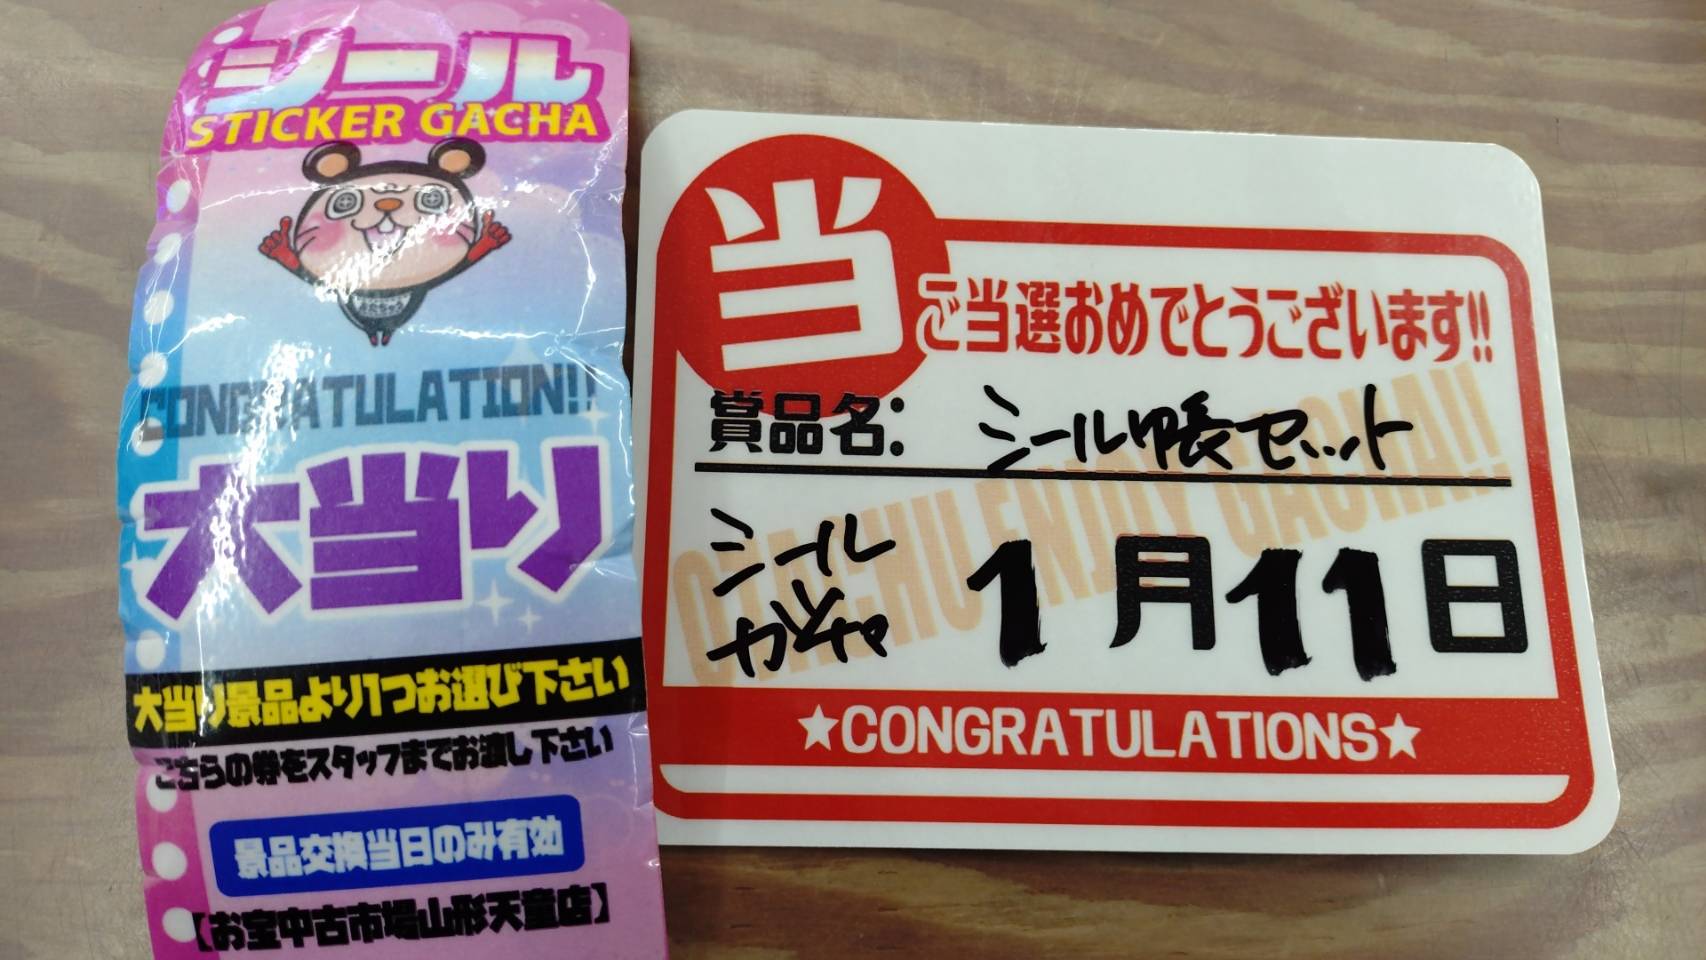 シール
STICKER GACHA
CONGRATULATION!!
大当り
大当り景品より1つお選び下さい
こちらの券をスタッフまでお渡し下さい
景品交換当日のみ有効
【お宝中古市場山形天童店】
当
ご当選おめでとうございます!!
賞品名:シール帳セット
シール
ガチャ
1月11日
OTACHU ENJOY GACHA!!
★CONGRATULATIONS★